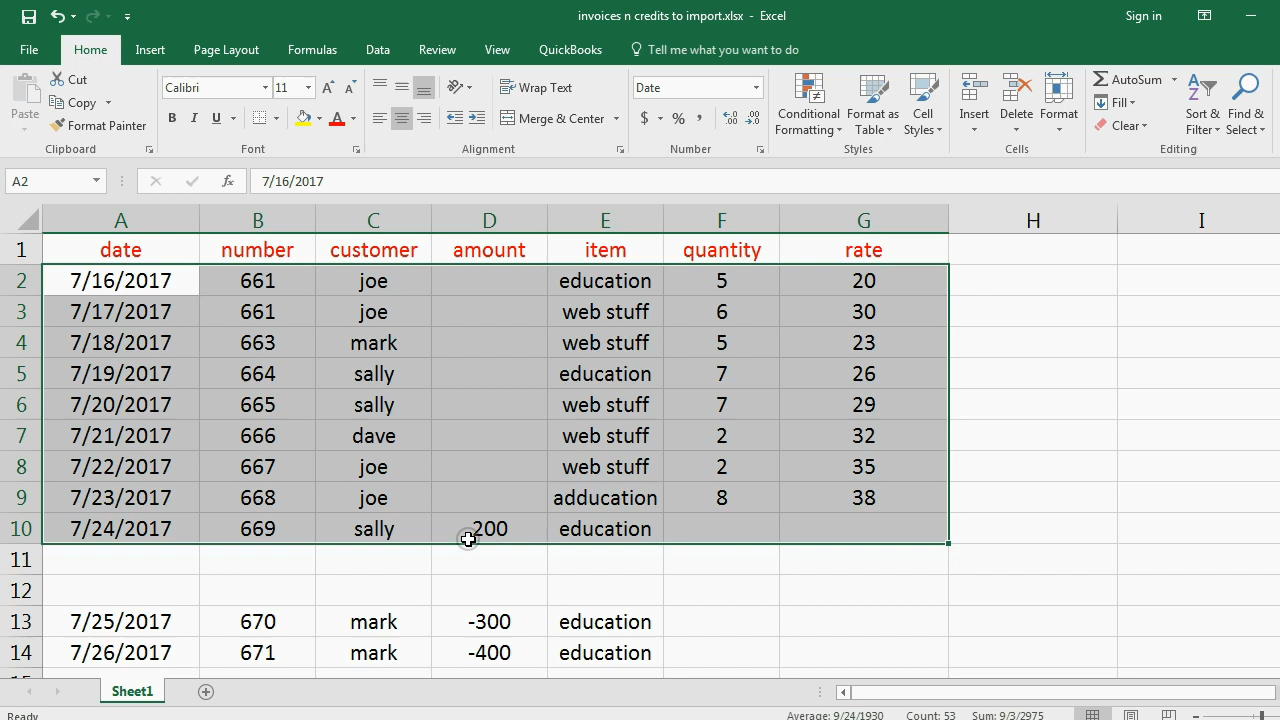 invoices n credits to import.xlsx - Excel
Sign in
File Home Insert Page Layout Formulas Data Review View QuickBooks Tell me what you want to do
Paste
Cut
Copy
Format Painter
Clipboard
Calibri 11
B I U
Font
Wrap Text
Merge & Center
Alignment
Date
$ % ,
Number
Conditional Formatting
Format as Table
Cell Styles
Styles
Insert Delete Format
Cells
AutoSum
Fill
Clear
Sort & Filter
Find & Select
Editing
A2 fx 7/16/2017
A B C D E F G H I
1 date number customer amount item quantity rate
2 7/16/2017 661 joe education 5 20
3 7/17/2017 661 joe web stuff 6 30
4 7/18/2017 663 mark web stuff 5 23
5 7/19/2017 664 sally education 7 26
6 7/20/2017 665 sally web stuff 7 29
7 7/21/2017 666 dave web stuff 2 32
8 7/22/2017 667 joe web stuff 2 35
9 7/23/2017 668 joe adducation 8 38
10 7/24/2017 669 sally 200 education
11
12
13 7/25/2017 670 mark -300 education
14 7/26/2017 671 mark -400 education
Sheet1
Ready Average: 9/24/1930 Count: 53 Sum: 9/3/2975